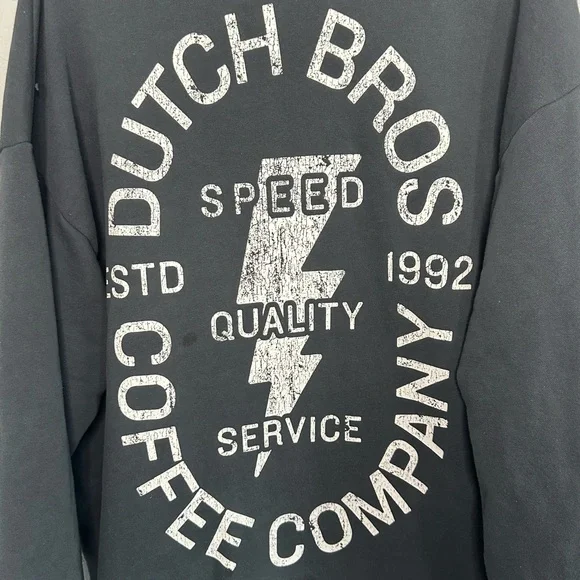 DUTCH BROS
SPEED
ESTD 1992
QUALITY
SERVICE
COFFEE COMPANY